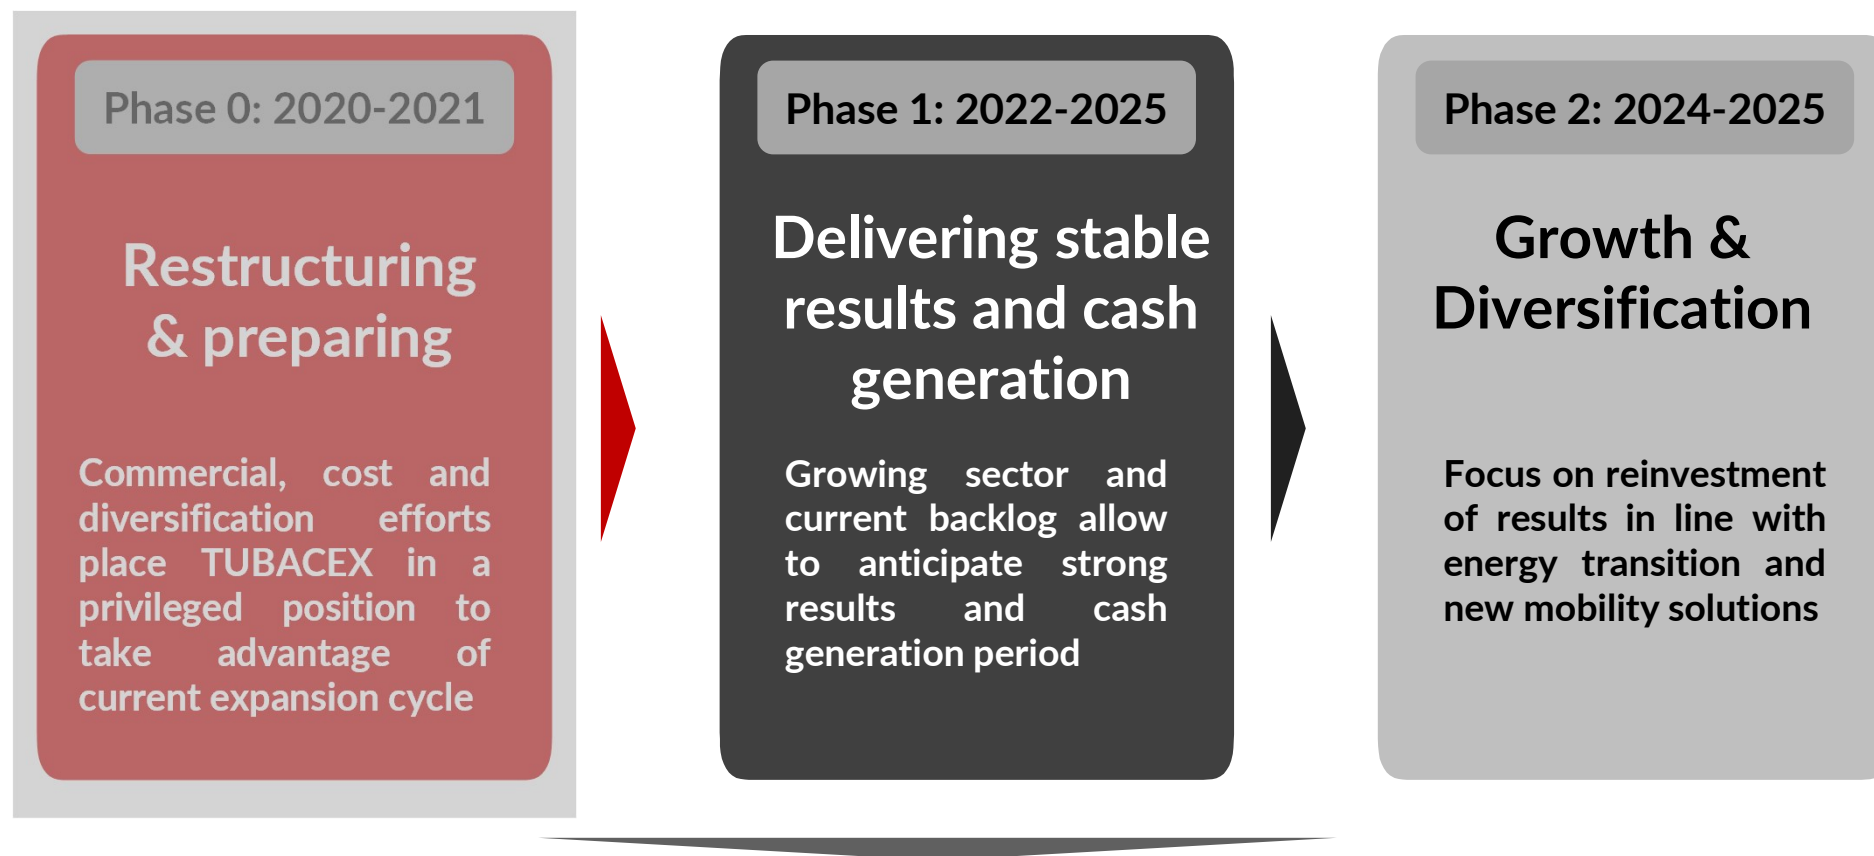 Phase 0: 2020-2021
Restructuring
& preparing
Commercial, cost and
diversification efforts
place TUBACEX in a
privileged position to
take advantage of
current expansion cycle
Phase 1: 2022-2025
Delivering stable
results and cash
generation
Growing sector and
current backlog allow
to anticipate strong
results and cash
generation period
Phase 2: 2024-2025
Growth &
Diversification
Focus on reinvestment
of results in line with
energy transition and
new mobility solutions